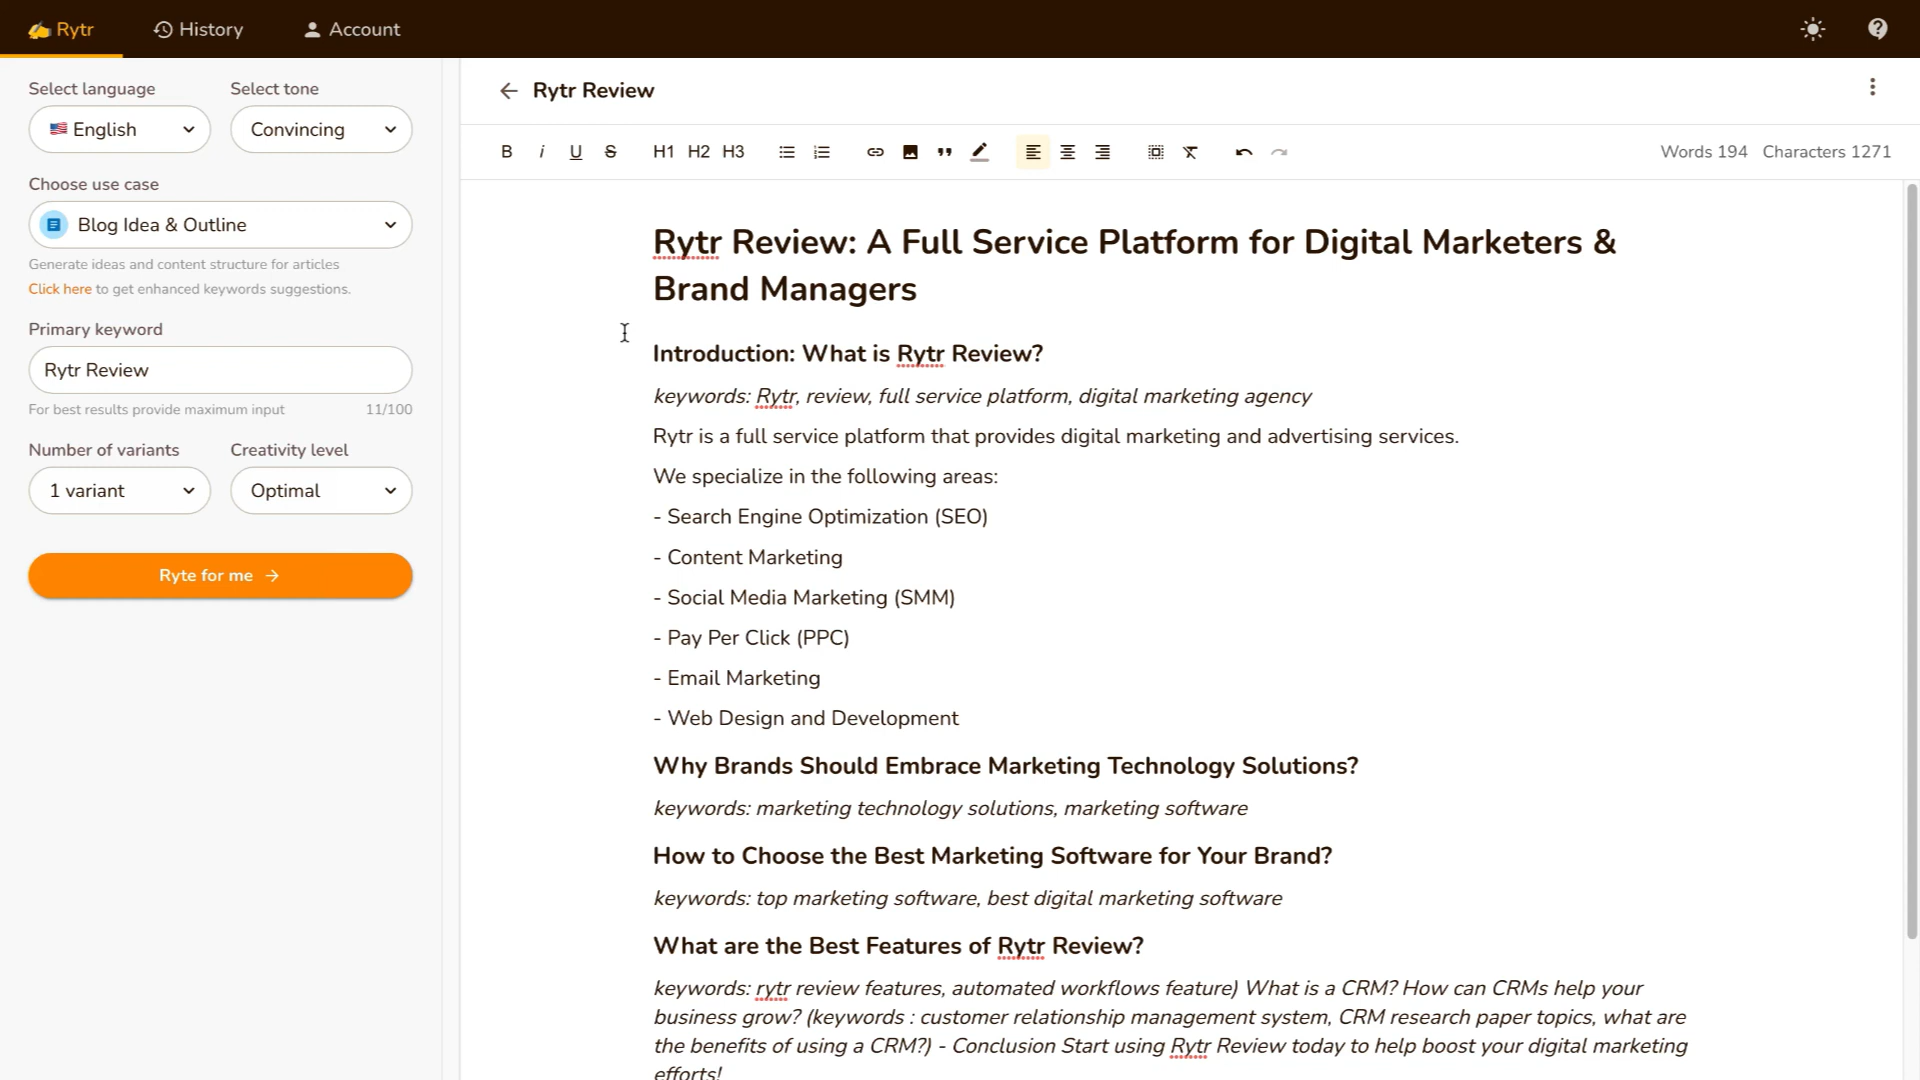 Rytr
History
Account
Select language
Select tone
English
Convincing
Choose use case
Blog Idea & Outline
Generate ideas and content structure for articles
Click here to get enhanced keywords suggestions.
Primary keyword
Rytr Review
For best results provide maximum input 11/100
Number of variants
Creativity level
1 variant
Optimal
Ryte for me
Rytr Review
B i U S H1 H2 H3
Words 194 Characters 1271
Rytr Review: A Full Service Platform for Digital Marketers &
Brand Managers
Introduction: What is Rytr Review?
keywords: Rytr, review, full service platform, digital marketing agency
Rytr is a full service platform that provides digital marketing and advertising services.
We specialize in the following areas:
- Search Engine Optimization (SEO)
- Content Marketing
- Social Media Marketing (SMM)
- Pay Per Click (PPC)
- Email Marketing
- Web Design and Development
Why Brands Should Embrace Marketing Technology Solutions?
keywords: marketing technology solutions, marketing software
How to Choose the Best Marketing Software for Your Brand?
keywords: top marketing software, best digital marketing software
What are the Best Features of Rytr Review?
keywords: rytr review features, automated workflows feature) What is a CRM? How can CRMs help your
business grow? (keywords : customer relationship management system, CRM research paper topics, what are
the benefits of using a CRM?) - Conclusion Start using Rytr Review today to help boost your digital marketing
efforts!